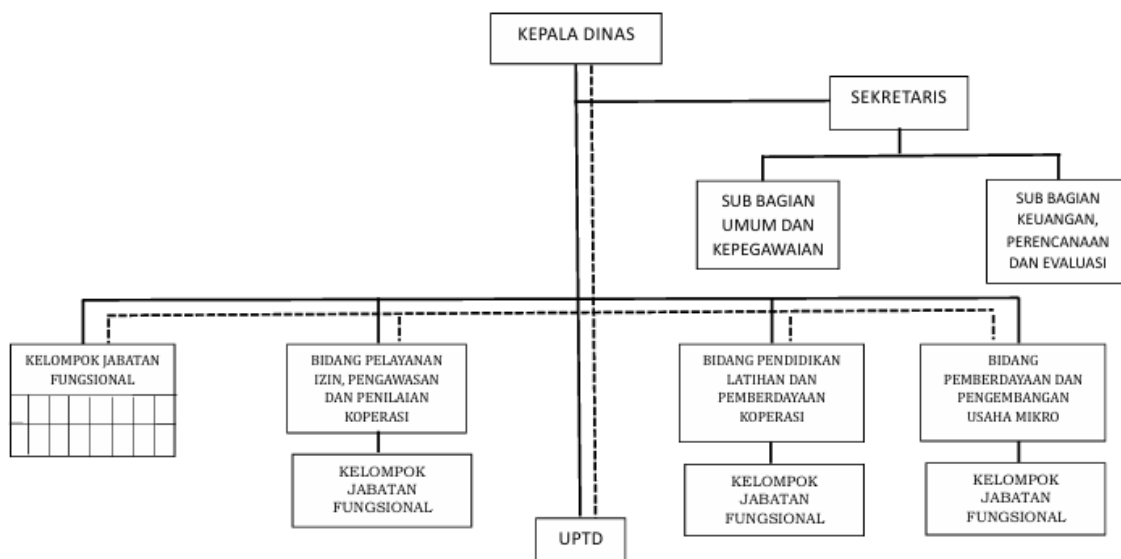 KEPALA DINAS
SEKRETARIS
SUB BAGIAN
UMUM DAN
KEPEGAWAIAN
SUB BAGIAN
KEUANGAN,
PERENCANAAN
DAN EVALUASI
KELOMPOK JABATAN
FUNGSIONAL
BIDANG PELAYANAN
IZIN, PENGAWASAN
DAN PENILAIAN
KOPERASI
BIDANG PENDIDIKAN
LATIHAN DAN
PEMBERDAYAAN
KOPERASI
BIDANG
PEMBERDAYAAN DAN
PENGEMBANGAN
USAHA MIKRO
KELOMPOK
JABATAN
FUNGSIONAL
KELOMPOK
JABATAN
FUNGSIONAL
KELOMPOK
JABATAN
FUNGSIONAL
UPTD